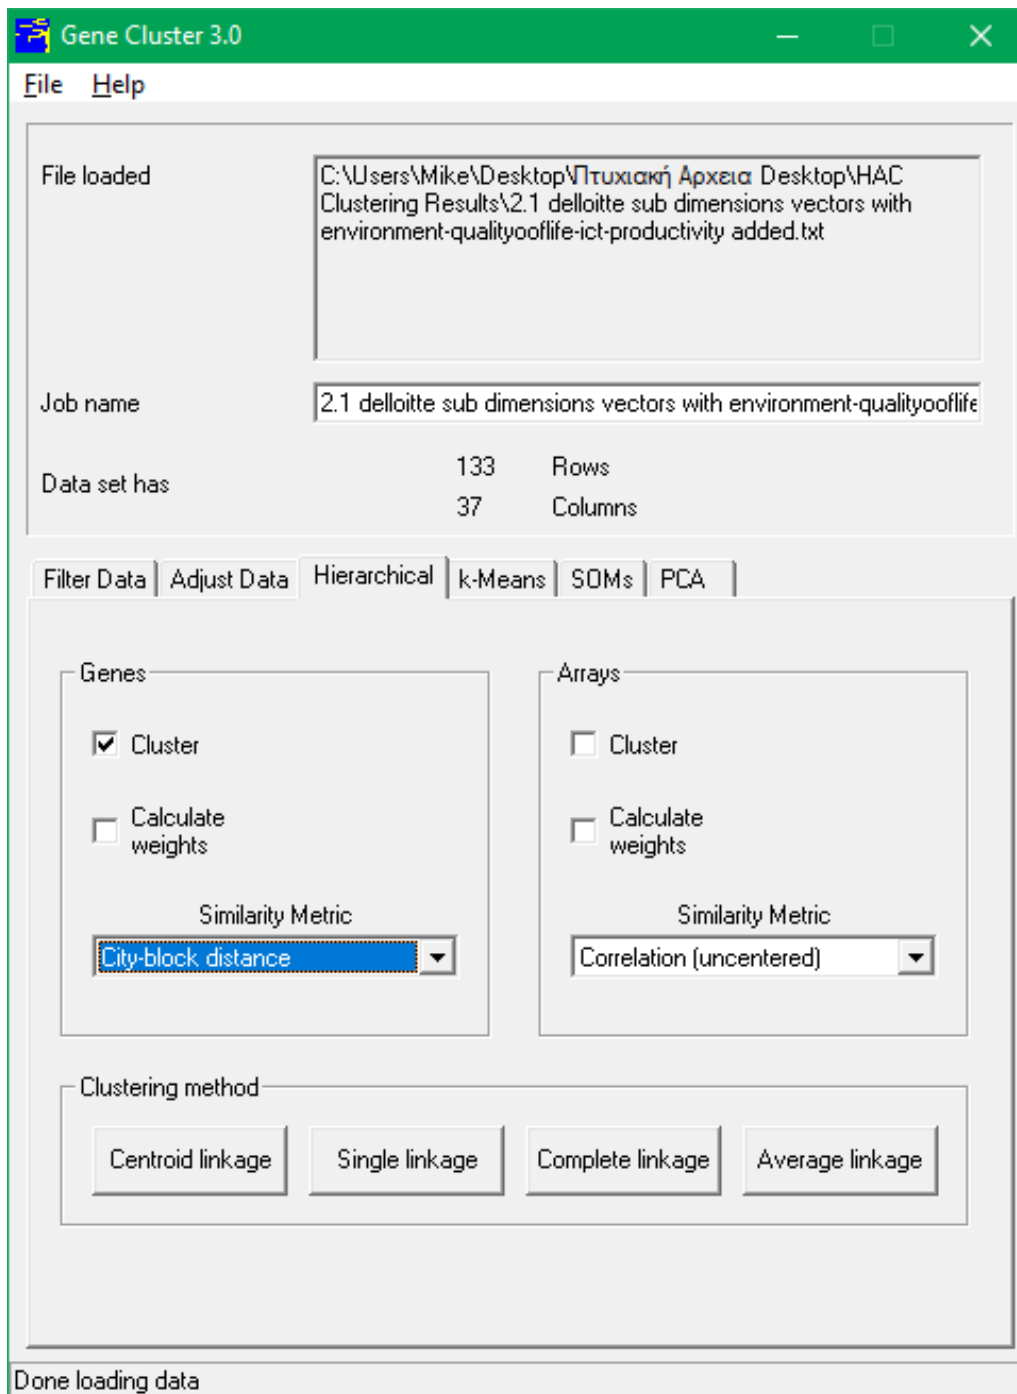 Gene Cluster 3.0
File Help
File loaded
C:\Users\Mike\Desktop\Πτυχιακή Αρχεια Desktop\HAC
Clustering Results\2.1 delloitte sub dimensions vectors with
environment-qualityooflife-ict-productivity added.txt
Job name
2.1 delloitte sub dimensions vectors with environment-qualityooflife
Data set has
133 Rows
37 Columns
Filter Data Adjust Data Hierarchical k-Means SOMs PCA
Genes
Cluster
Calculate
weights
Similarity Metric
City-block distance
Arrays
Cluster
Calculate
weights
Similarity Metric
Correlation (uncentered)
Clustering method
Centroid linkage Single linkage Complete linkage Average linkage
Done loading data